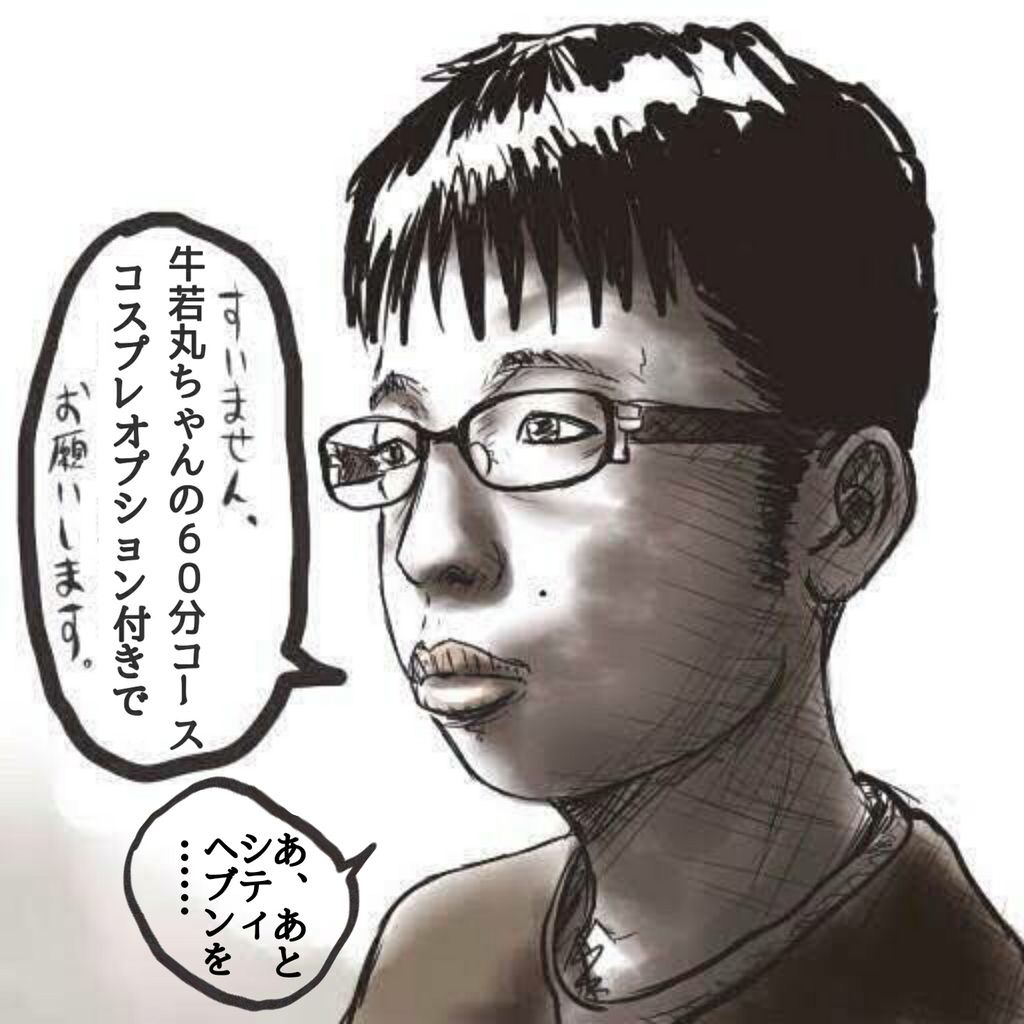 すいません、
牛若丸ちゃんの60分コース
コスプレオプション付きで
お願いします。
あ、あと
シティ
ヘブンを
……